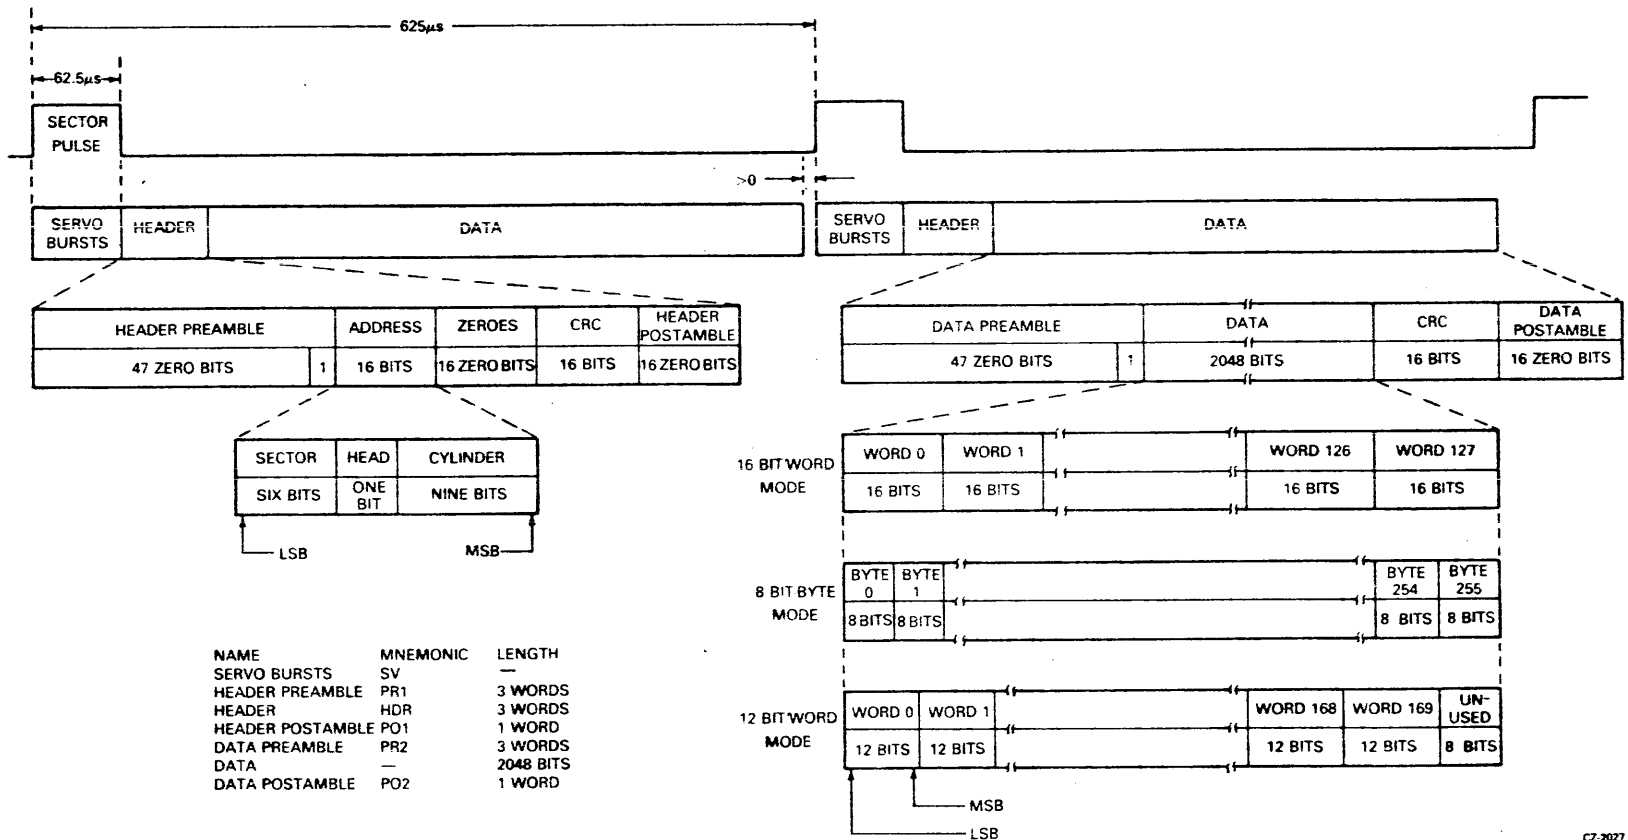 625μs
62.5μs
SECTOR
PULSE
>0
SERVO
BURSTS
HEADER
DATA
SERVO
BURSTS
HEADER
DATA
HEADER PREAMBLE
ADDRESS
ZEROES
CRC
HEADER
POSTAMBLE
47 ZERO BITS
1
16 BITS
16 ZERO BITS
16 BITS
16 ZERO BITS
DATA PREAMBLE
DATA
CRC
DATA
POSTAMBLE
47 ZERO BITS
1
2048 BITS
16 BITS
16 ZERO BITS
SECTOR
HEAD
CYLINDER
SIX BITS
ONE
BIT
NINE BITS
LSB
MSB
16 BIT WORD
MODE
WORD 0
WORD 1
WORD 126
WORD 127
16 BITS
16 BITS
16 BITS
16 BITS
8 BIT BYTE
MODE
BYTE
0
BYTE
1
BYTE
254
BYTE
255
8 BITS
8 BITS
8 BITS
8 BITS
12 BIT WORD
MODE
WORD 0
WORD 1
WORD 168
WORD 169
UN-
USED
12 BITS
12 BITS
12 BITS
12 BITS
8 BITS
MSB
LSB
NAME MNEMONIC LENGTH
SERVO BURSTS SV —
HEADER PREAMBLE PR1 3 WORDS
HEADER HDR 3 WORDS
HEADER POSTAMBLE PO1 1 WORD
DATA PREAMBLE PR2 3 WORDS
DATA — 2048 BITS
DATA POSTAMBLE PO2 1 WORD
CZ-2027